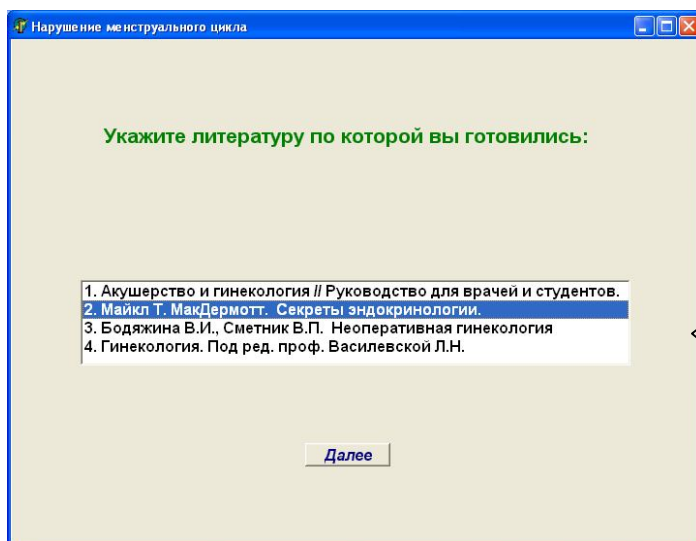 Нарушение менструального цикла
Укажите литературу по которой вы готовились:
1. Акушерство и гинекология // Руководство для врачей и студентов.
2. Майкл Т. МакДермотт. Секреты эндокринологии.
3. Бодяжина В.И., Сметник В.П. Неоперативная гинекология
4. Гинекология. Под ред. проф. Василевской Л.Н.
Далее